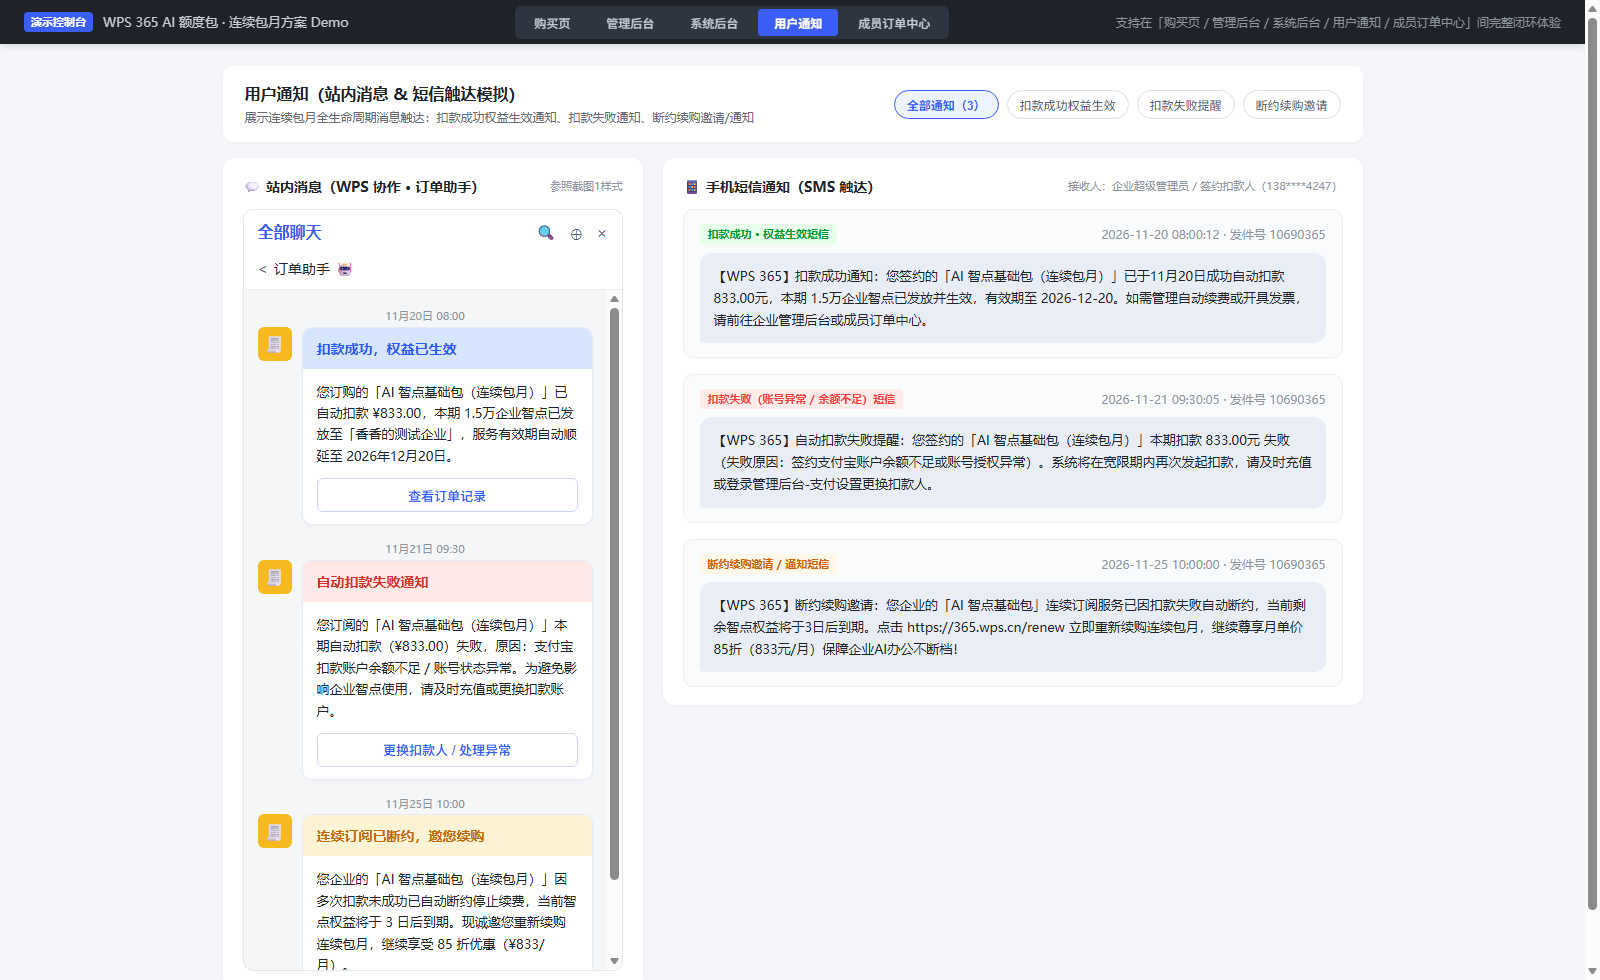 演示控制台 WPS 365 AI 额度包 · 连续包月方案 Demo
购买页 管理后台 系统后台 用户通知 成员订单中心
支持在「购买页 / 管理后台 / 系统后台 / 用户通知 / 成员订单中心」间完整闭环体验
用户通知（站内消息 & 短信触达模拟）
展示连续包月全生命周期消息触达：扣款成功权益生效通知、扣款失败通知、断约续购邀请/通知
全部通知（3） 扣款成功权益生效 扣款失败提醒 断约续购邀请
站内消息（WPS 协作 • 订单助手） 参照截图1样式
全部聊天
< 订单助手
11月20日 08:00
扣款成功，权益已生效
您订购的「AI 智点基础包（连续包月）」已
自动扣款 ¥833.00，本期 1.5万企业智点已发
放至「香香的测试企业」，服务有效期自动顺
延至 2026年12月20日。
查看订单记录
11月21日 09:30
自动扣款失败通知
您订阅的「AI 智点基础包（连续包月）」本
期自动扣款（¥833.00）失败，原因：支付宝
扣款账户余额不足 / 账号状态异常。为避免影
响企业智点使用，请及时充值或更换扣款账
户。
更换扣款人 / 处理异常
11月25日 10:00
连续订阅已断约，邀您续购
您企业的「AI 智点基础包（连续包月）」因
多次扣款未成功已自动断约停止续费，当前智
点权益将于 3 日后到期。现诚邀您重新续购
连续包月，继续享受 85 折优惠（¥833/
月）。
手机短信通知（SMS 触达） 接收人：企业超级管理员 / 签约扣款人（138****4247）
扣款成功 • 权益生效短信 2026-11-20 08:00:12 · 发件号 10690365
【WPS 365】扣款成功通知：您签约的「AI 智点基础包（连续包月）」已于11月20日成功自动扣款
833.00元，本期 1.5万企业智点已发放并生效，有效期至 2026-12-20。如需管理自动续费或开具发票，
请前往企业管理后台或成员订单中心。
扣款失败（账号异常 / 余额不足）短信 2026-11-21 09:30:05 · 发件号 10690365
【WPS 365】自动扣款失败提醒：您签约的「AI 智点基础包（连续包月）」本期扣款 833.00元 失败
（失败原因：签约支付宝账户余额不足或账号授权异常）。系统将在宽限期内再次发起扣款，请及时充值
或登录管理后台-支付设置更换扣款人。
断约续购邀请 / 通知短信 2026-11-25 10:00:00 · 发件号 10690365
【WPS 365】断约续购邀请：您企业的「AI 智点基础包」连续订阅服务已因扣款失败自动断约，当前剩
余智点权益将于3日后到期。点击 https://365.wps.cn/renew 立即重新续购连续包月，继续尊享月单价
85折（833元/月）保障企业AI办公不断档！